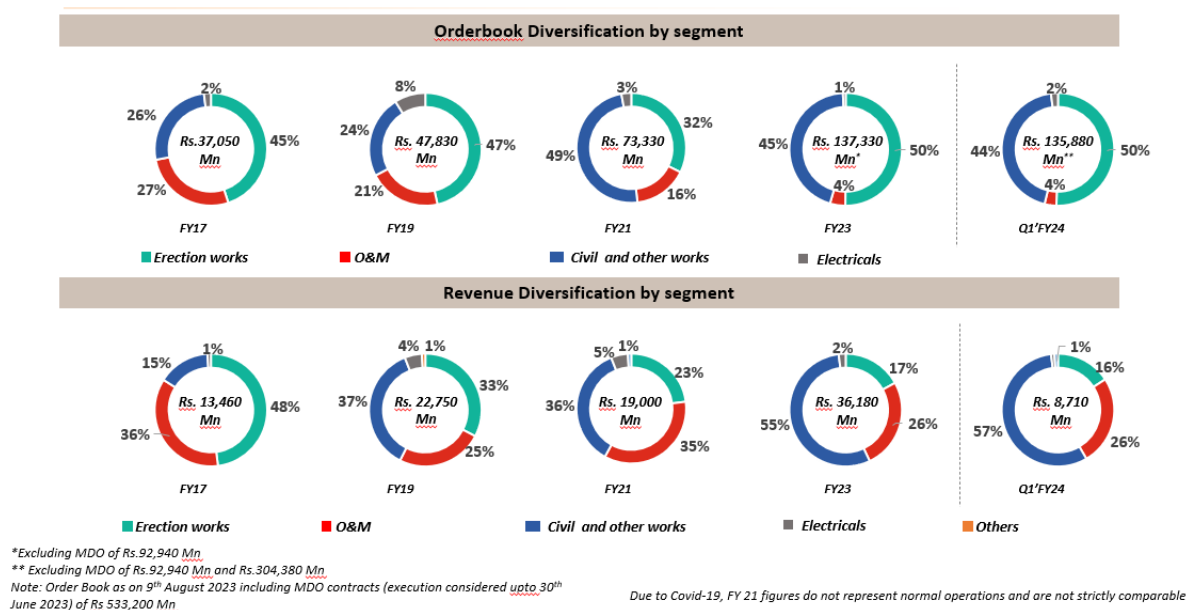 Orderbook Diversification by segment
2%
8%
3%
1%
2%
26%
45%
24%
47%
49%
32%
45%
50%
44%
50%
Rs.37,050
Mn
Rs. 47,830
Mn
Rs. 73,330
Mn
Rs. 137,330
Mn*
Rs. 135,880
Mn**
27%
21%
16%
4%
4%
FY17
FY19
FY21
FY23
Q1'FY24
Erection works
O&M
Civil and other works
Electricals
Revenue Diversification by segment
1%
4%
1%
5%
1%
2%
1%
15%
48%
37%
33%
36%
23%
55%
17%
57%
16%
Rs. 13,460
Mn
Rs. 22,750
Mn
Rs. 19,000
Mn
Rs. 36,180
Mn
Rs. 8,710
Mn
36%
25%
35%
26%
26%
FY17
FY19
FY21
FY23
Q1'FY24
Erection works
O&M
Civil and other works
Electricals
Others
*Excluding MDO of Rs.92,940 Mn
** Excluding MDO of Rs.92,940 Mn and Rs.304,380 Mn
Note: Order Book as on 9th August 2023 including MDO contracts (execution considered upto 30th
June 2023) of Rs 533,200 Mn
Due to Covid-19, FY 21 figures do not represent normal operations and are not strictly comparable